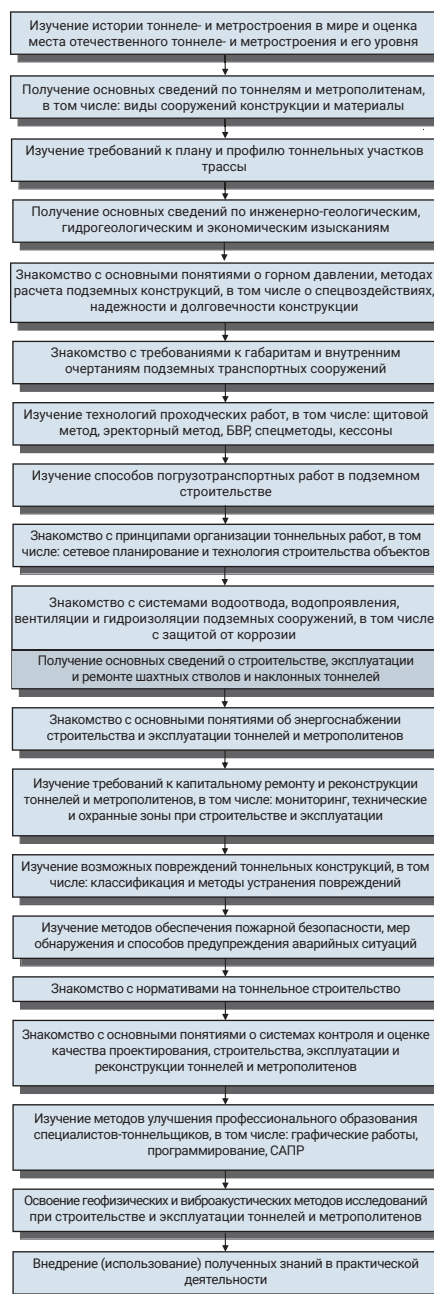 Изучение истории тоннеле- и метростроения в мире и оценка
места отечественного тоннеле- и метростроения и его уровня
Получение основных сведений по тоннелям и метрополитенам,
в том числе: виды сооружений конструкции и материалы
Изучение требований к плану и профилю тоннельных участков
трассы
Получение основных сведений по инженерно-геологическим,
гидрогеологическим и экономическим изысканиям
Знакомство с основными понятиями о горном давлении, методах
расчета подземных конструкций, в том числе о спецвоздействиях,
надежности и долговечности конструкции
Знакомство с требованиями к габаритам и внутренним
очертаниям подземных транспортных сооружений
Изучение технологий проходческих работ, в том числе: щитовой
метод, эректорный метод, БВР, спецметоды, кессоны
Изучение способов погрузотранспортных работ в подземном
строительстве
Знакомство с принципами организации тоннельных работ, в том
числе: сетевое планирование и технология строительства объектов
Знакомство с системами водоотвода, водопроявления,
вентиляции и гидроизоляции подземных сооружений, в том числе
с защитой от коррозии
Получение основных сведений о строительстве, эксплуатации
и ремонте шахтных стволов и наклонных тоннелей
Знакомство с основными понятиями об энергоснабжении
строительства и эксплуатации тоннелей и метрополитенов
Изучение требований к капитальному ремонту и реконструкции
тоннелей и метрополитенов, в том числе: мониторинг, технические
и охранные зоны при строительстве и эксплуатации
Изучение возможных повреждений тоннельных конструкций, в том
числе: классификация и методы устранения повреждений
Изучение методов обеспечения пожарной безопасности, мер
обнаружения и способов предупреждения аварийных ситуаций
Знакомство с нормативами на тоннельное строительство
Знакомство с основными понятиями о системах контроля и оценке
качества проектирования, строительства, эксплуатации и
реконструкции тоннелей и метрополитенов
Изучение методов улучшения профессионального образования
специалистов-тоннельщиков, в том числе: графические работы,
программирование, САПР
Освоение геофизических и виброакустических методов исследований
при строительстве и эксплуатации тоннелей и метрополитенов
Внедрение (использование) полученных знаний в практической
деятельности